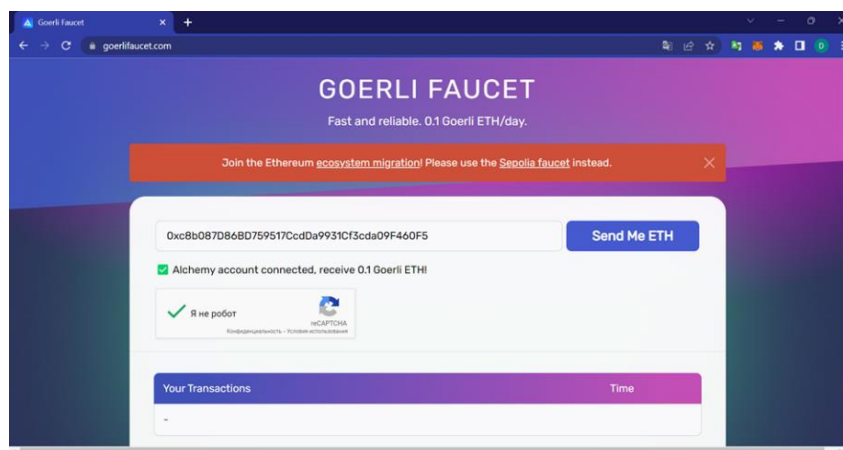 Goerli Faucet
goerlifaucet.com
D
GOERLI FAUCET
Fast and reliable. 0.1 Goerli ETH/day.
Join the Ethereum ecosystem migration! Please use the Sepolia faucet instead.
0xc8b087D86BD759517CcdDa9931Cf3cda09F460F5
Send Me ETH
Alchemy account connected, receive 0.1 Goerli ETH!
Я не робот
reCAPTCHA
Конфиденциальность - Условия использования
Your Transactions Time
-